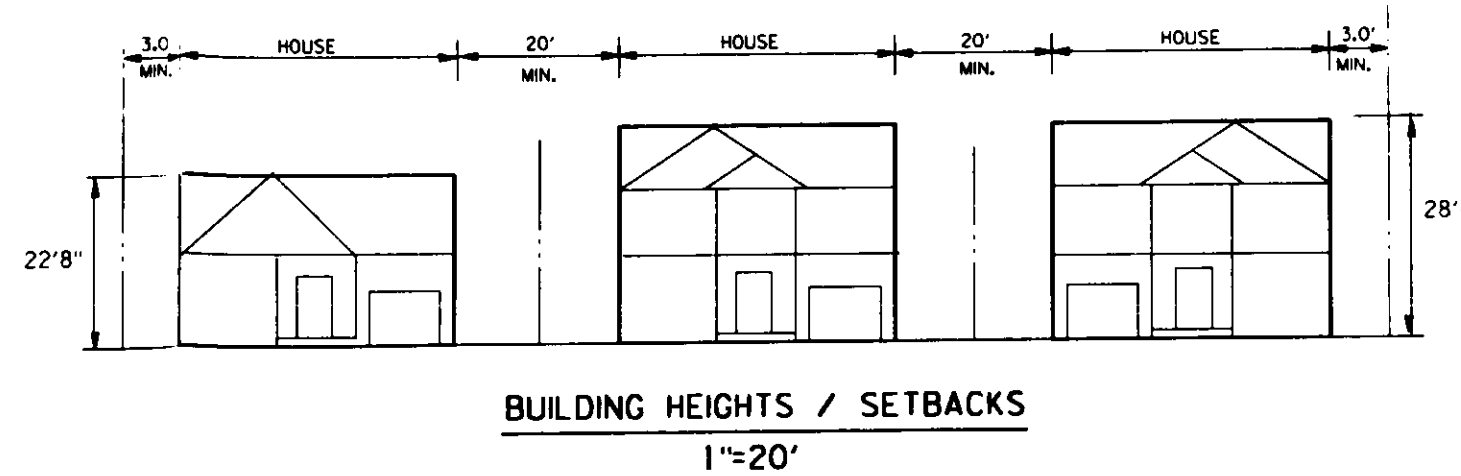 3.0 HOUSE 20' HOUSE 20' HOUSE 3.0'
MIN. MIN. MIN. MIN.
22'8" 28'
BUILDING HEIGHTS / SETBACKS
1"=20'